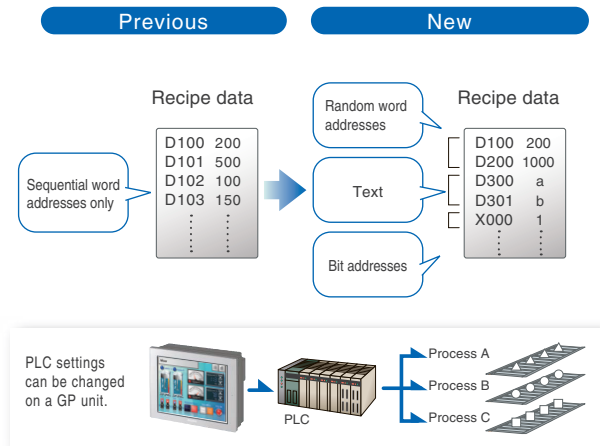 Previous
New
Recipe data
D100 200
D101 500
D102 100
D103 150
Sequential word
addresses only
Random word
addresses
Text
Bit addresses
Recipe data
D100 200
D200 1000
D300 a
D301 b
X000 1
PLC settings
can be changed
on a GP unit.
PLC
Process A
Process B
Process C